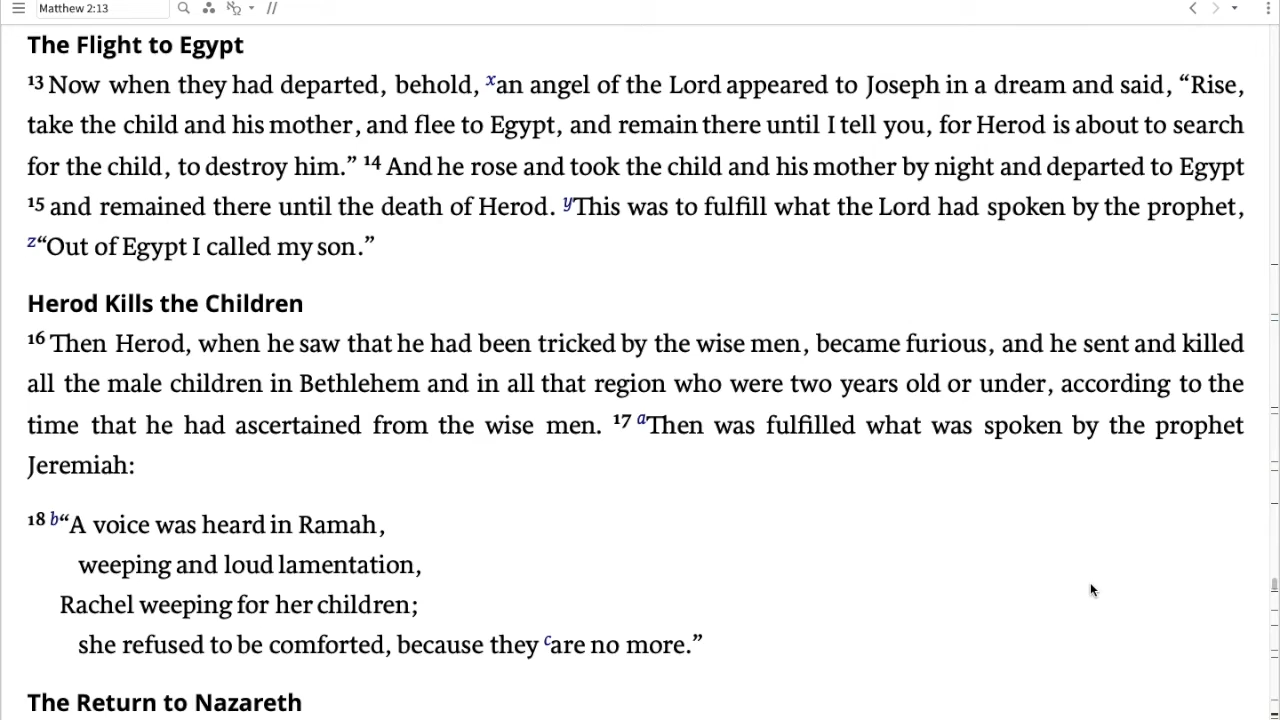 Matthew 2:13
The Flight to Egypt
13 Now when they had departed, behold, x an angel of the Lord appeared to Joseph in a dream and said, “Rise,
take the child and his mother, and flee to Egypt, and remain there until I tell you, for Herod is about to search
for the child, to destroy him.” 14 And he rose and took the child and his mother by night and departed to Egypt
15 and remained there until the death of Herod. y This was to fulfill what the Lord had spoken by the prophet,
z “Out of Egypt I called my son.”
Herod Kills the Children
16 Then Herod, when he saw that he had been tricked by the wise men, became furious, and he sent and killed
all the male children in Bethlehem and in all that region who were two years old or under, according to the
time that he had ascertained from the wise men. 17 a Then was fulfilled what was spoken by the prophet
Jeremiah:
18 b “A voice was heard in Ramah,
weeping and loud lamentation,
Rachel weeping for her children;
she refused to be comforted, because they c are no more.”
The Return to Nazareth